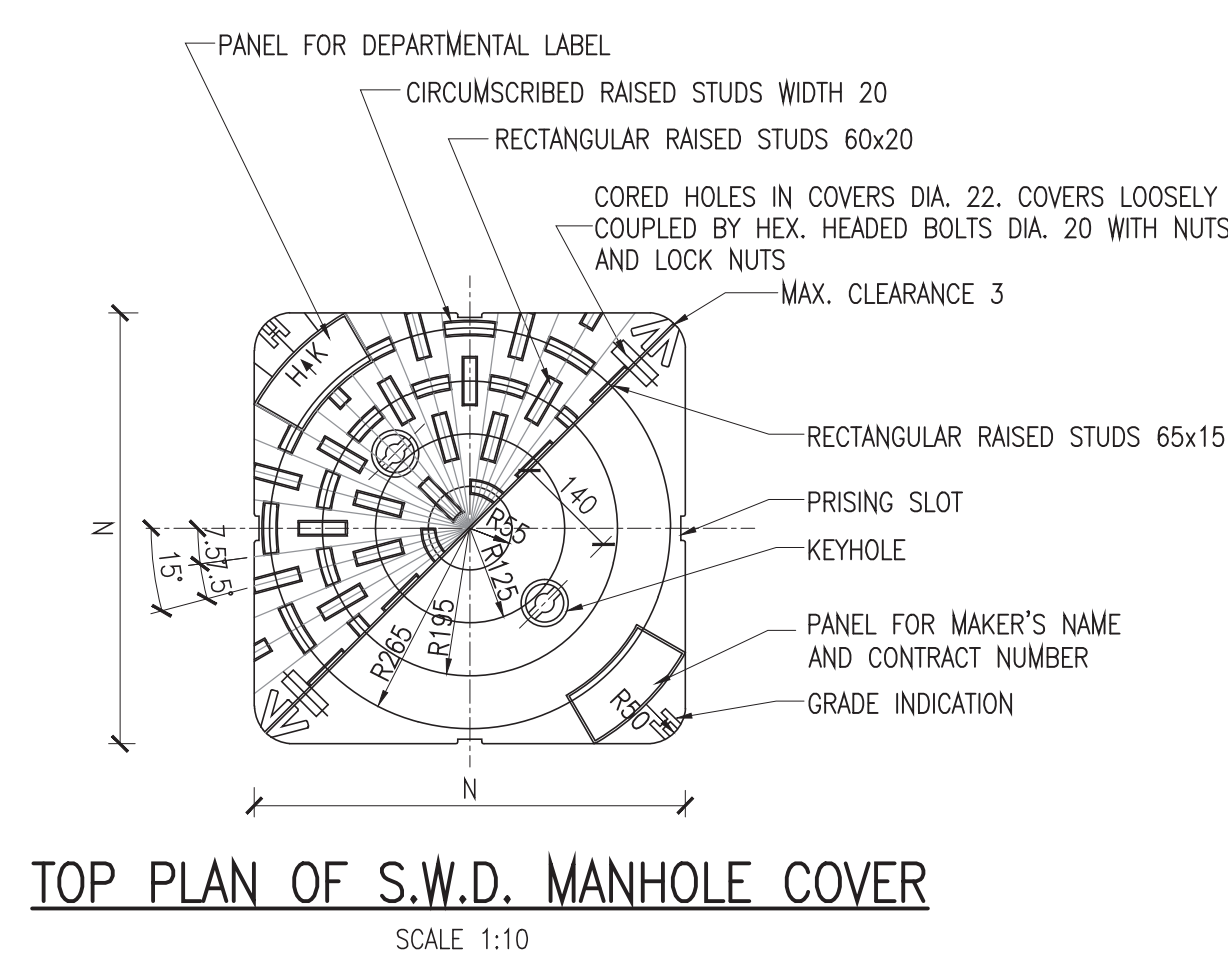 PANEL FOR DEPARTMENTAL LABEL
CIRCUMSCRIBED RAISED STUDS WIDTH 20
RECTANGULAR RAISED STUDS 60x20
CORED HOLES IN COVERS DIA. 22. COVERS LOOSELY
COUPLED BY HEX. HEADED BOLTS DIA. 20 WITH NUTS
AND LOCK NUTS
MAX. CLEARANCE 3
H K
RECTANGULAR RAISED STUDS 65x15
140
PRISING SLOT
N
R55
KEYHOLE
7.5°
15°
7.5°
R125
R195
R265
PANEL FOR MAKER'S NAME
AND CONTRACT NUMBER
R50
GRADE INDICATION
N
TOP PLAN OF S.W.D. MANHOLE COVER
SCALE 1:10